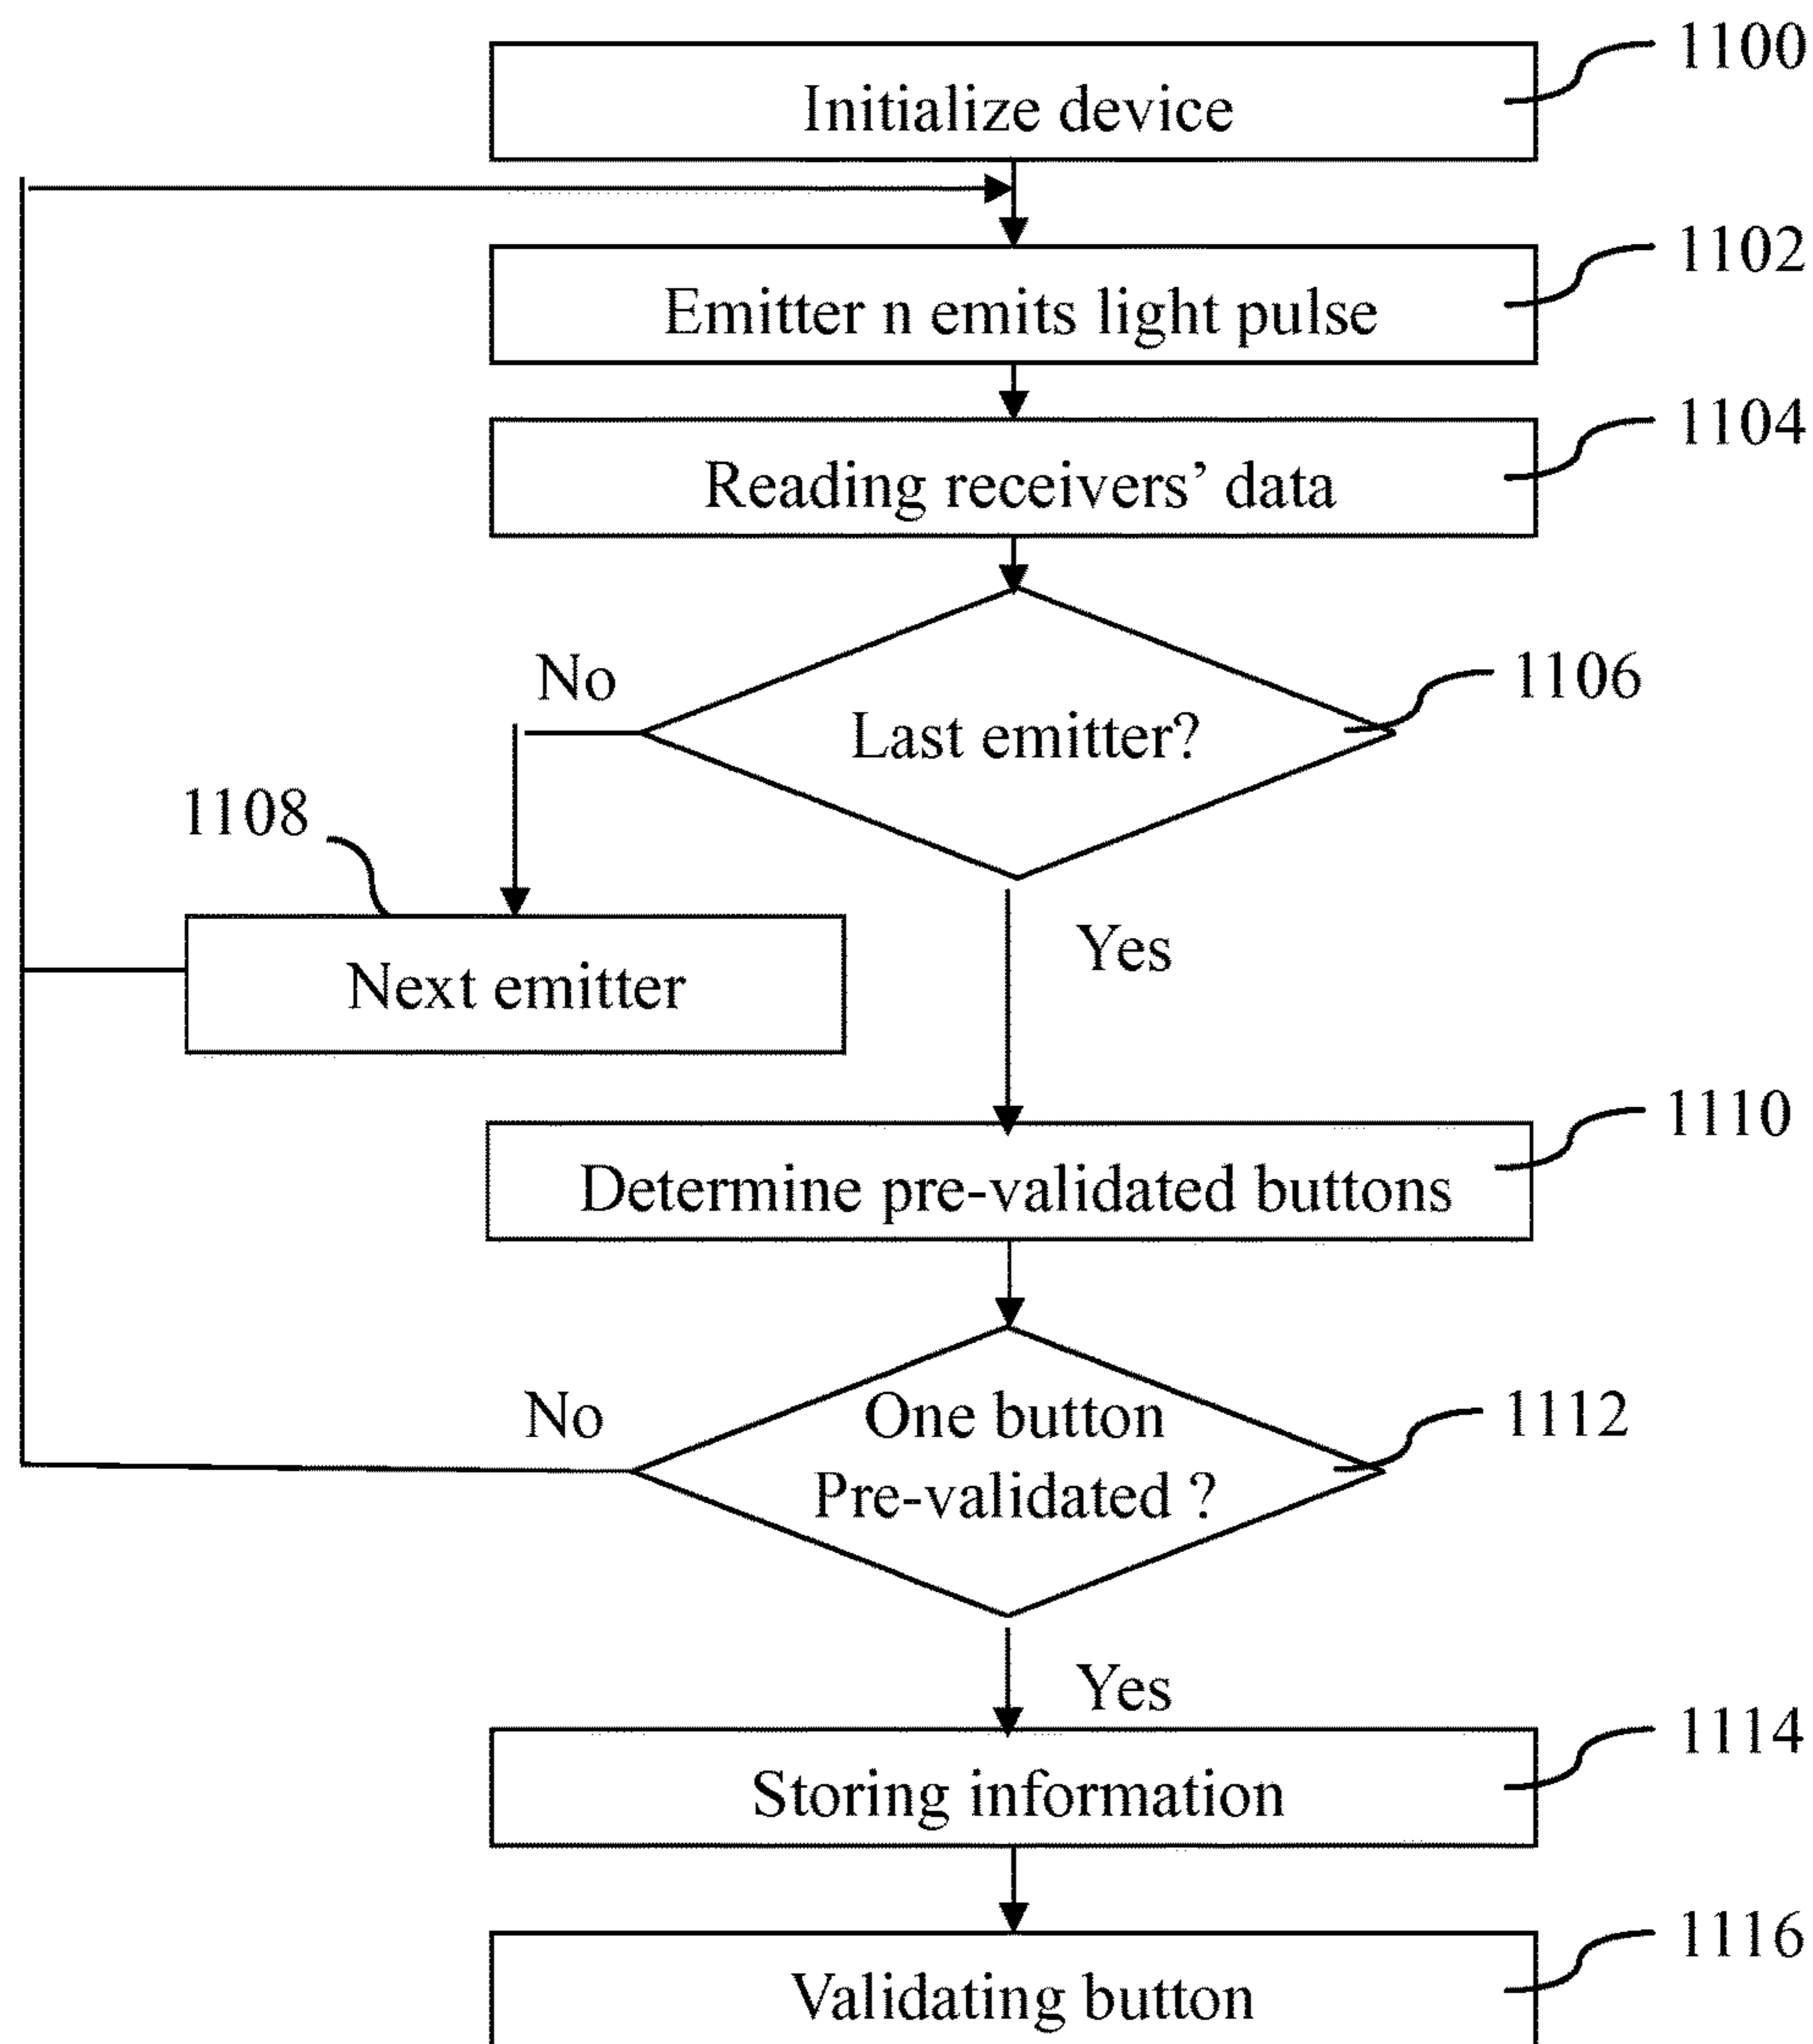 1100
Initialize device
1102
Emitter n emits light pulse
1104
Reading receivers’ data
1106
No
Last emitter?
1108
Yes
Next emitter
1110
Determine pre-validated buttons
1112
No
One button
Pre-validated ?
Yes
1114
Storing information
1116
Validating button